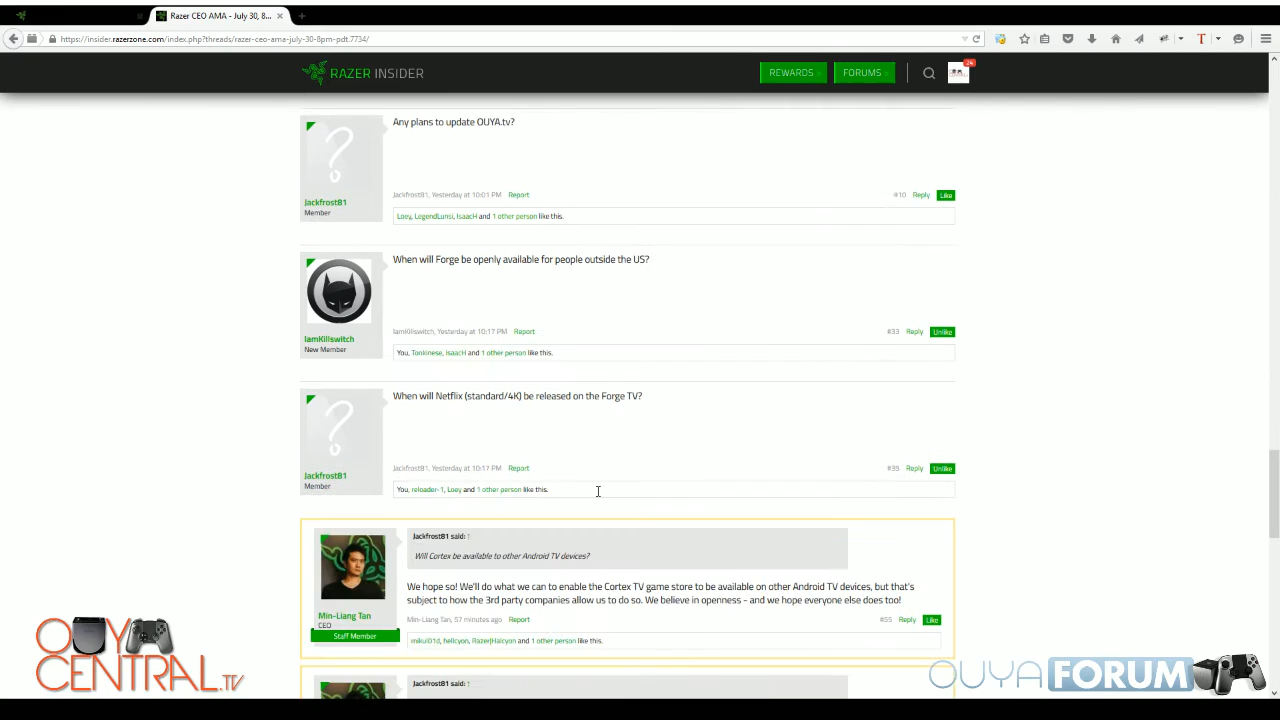 Razer CEO AMA - July 30, 8...
https://insider.razerzone.com/index.php?threads/razer-ceo-ama-july-30-8pm-pdt.7734/
RAZER INSIDER
REWARDS
FORUMS
24
Any plans to update OUYA.tv?
Jackfrost81
Member
Jackfrost81, Yesterday at 10:01 PM Report
#10 Reply Like
Loey, LegendLunsi, IsaacH and 1 other person like this.
When will Forge be openly available for people outside the US?
IamKillswitch
New Member
IamKillswitch, Yesterday at 10:17 PM Report
#33 Reply Unlike
You, Tonkinese, IsaacH and 1 other person like this.
When will Netflix (standard/4K) be released on the Forge TV?
Jackfrost81
Member
Jackfrost81, Yesterday at 10:17 PM Report
#35 Reply Unlike
You, reloader-1, Loey and 1 other person like this.
Jackfrost81 said: ↑
Will Cortex be available to other Android TV devices?
We hope so! We'll do what we can to enable the Cortex TV game store to be available on other Android TV devices, but that's
subject to how the 3rd party companies allow us to do so. We believe in openness - and we hope everyone else does too!
Min-Liang Tan
CEO
Staff Member
Min-Liang Tan, 57 minutes ago Report
#55 Reply Like
mikul01d, helicyon, Razer|Halcyon and 1 other person like this.
Jackfrost81 said: ↑
OUYA
CENTRAL.TV
OUYAFORUM